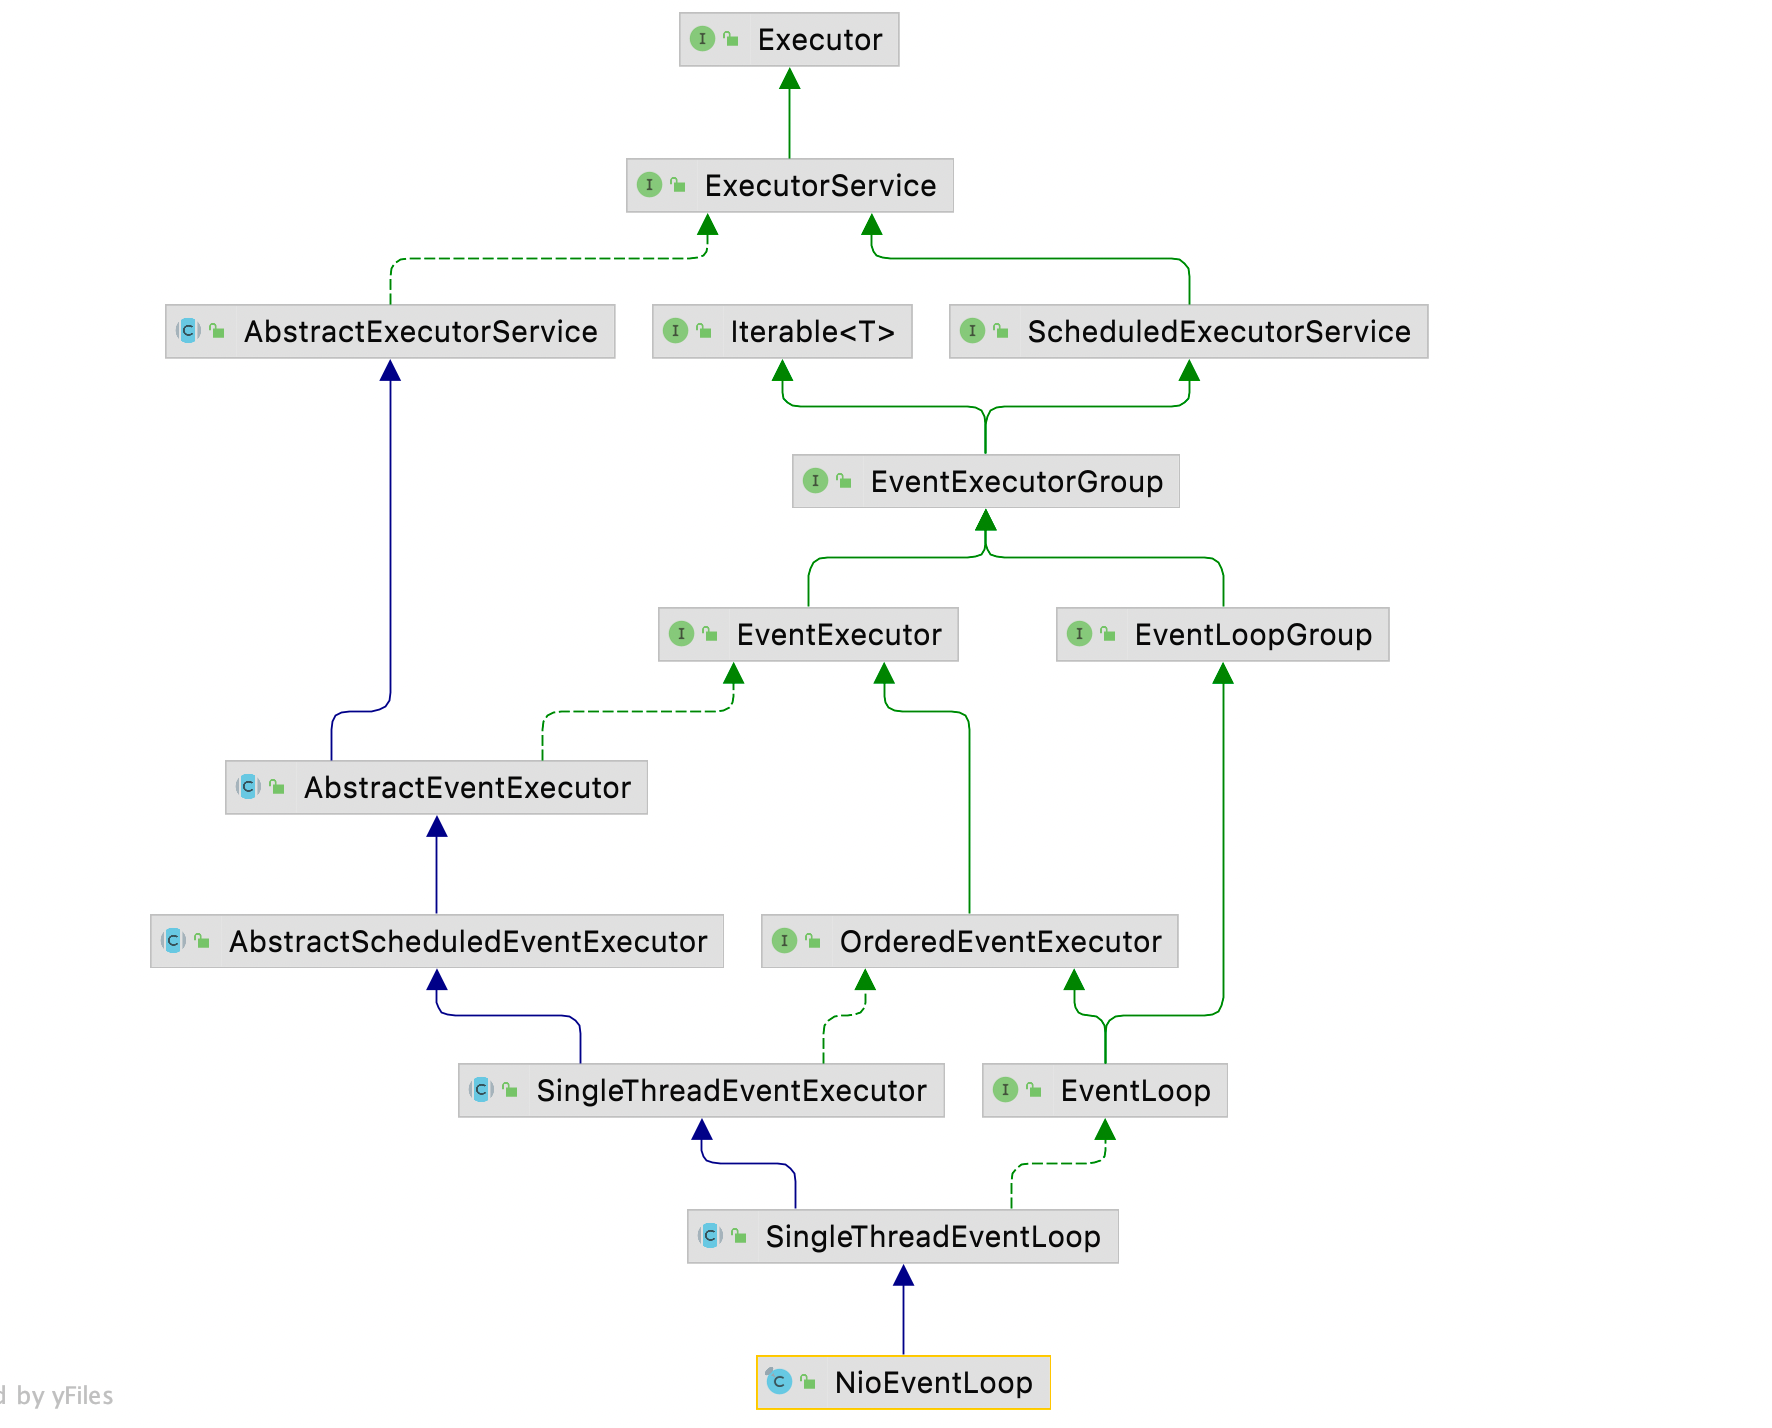 Executor
ExecutorService
AbstractExecutorService
Iterable<T>
ScheduledExecutorService
EventExecutorGroup
EventExecutor
EventLoopGroup
AbstractEventExecutor
AbstractScheduledEventExecutor
OrderedEventExecutor
SingleThreadEventExecutor
EventLoop
SingleThreadEventLoop
NioEventLoop
by yFiles